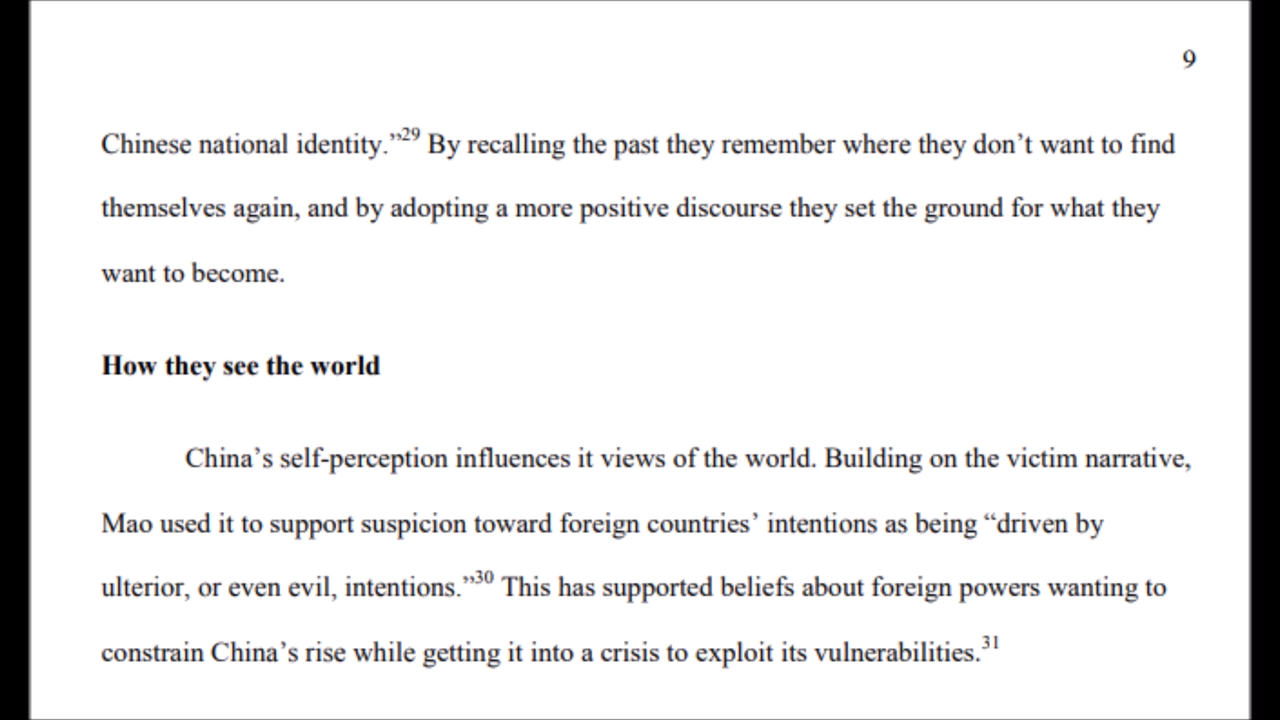 9
Chinese national identity.”29 By recalling the past they remember where they don’t want to find
themselves again, and by adopting a more positive discourse they set the ground for what they
want to become.
How they see the world
China’s self-perception influences it views of the world. Building on the victim narrative,
Mao used it to support suspicion toward foreign countries’ intentions as being “driven by
ulterior, or even evil, intentions.”30 This has supported beliefs about foreign powers wanting to
constrain China’s rise while getting it into a crisis to exploit its vulnerabilities.31